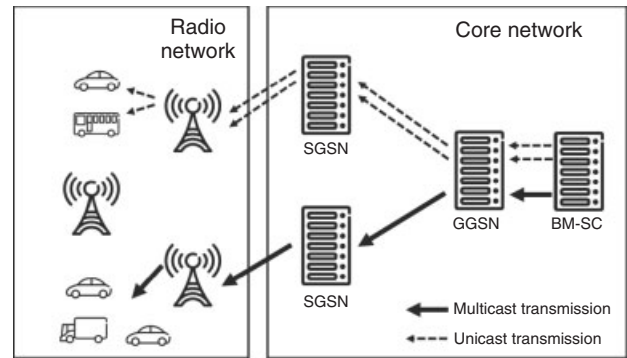 Radio
network
Core network
SGSN
GGSN
BM-SC
SGSN
Multicast transmission
Unicast transmission